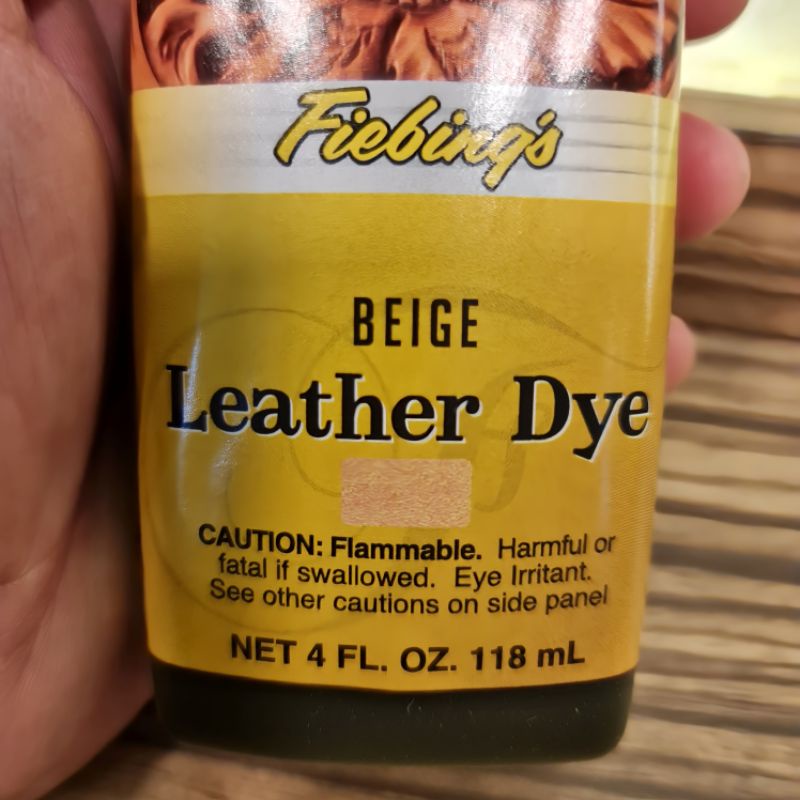 Fiebing's
BEIGE
Leather Dye
CAUTION: Flammable. Harmful or
fatal if swallowed. Eye Irritant.
See other cautions on side panel
NET 4 FL. OZ. 118 mL